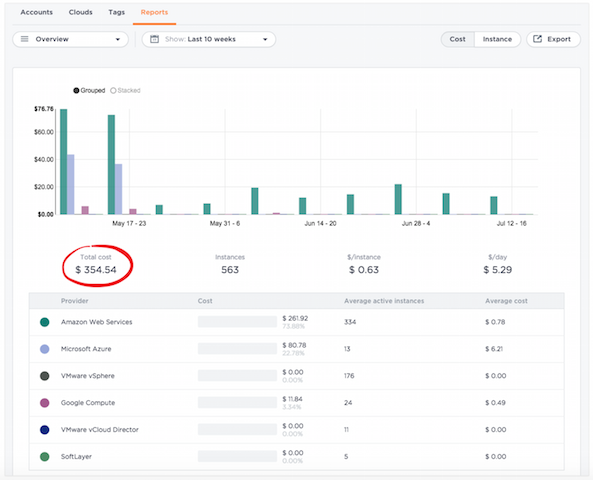 Accounts Clouds Tags Reports
Overview Show: Last 10 weeks Cost Instance Export
Grouped Stacked
$76.76
$60.00
$40.00
$20.00
$0.00
May 17 - 23 May 31 - 6 Jun 14 - 20 Jun 28 - 4 Jul 12 - 16
Total cost Instances $/instance $/day
$ 354.54 563 $ 0.63 $ 5.29
Provider Cost Average active instances Average cost
Amazon Web Services $ 261.92 334 $ 0.78
73.88%
Microsoft Azure $ 80.78 13 $ 6.21
22.78%
VMware vSphere $ 0.00 176 $ 0.00
0.00%
Google Compute $ 11.84 24 $ 0.49
3.34%
VMware vCloud Director $ 0.00 11 $ 0.00
0.00%
SoftLayer $ 0.00 5 $ 0.00
0.00%